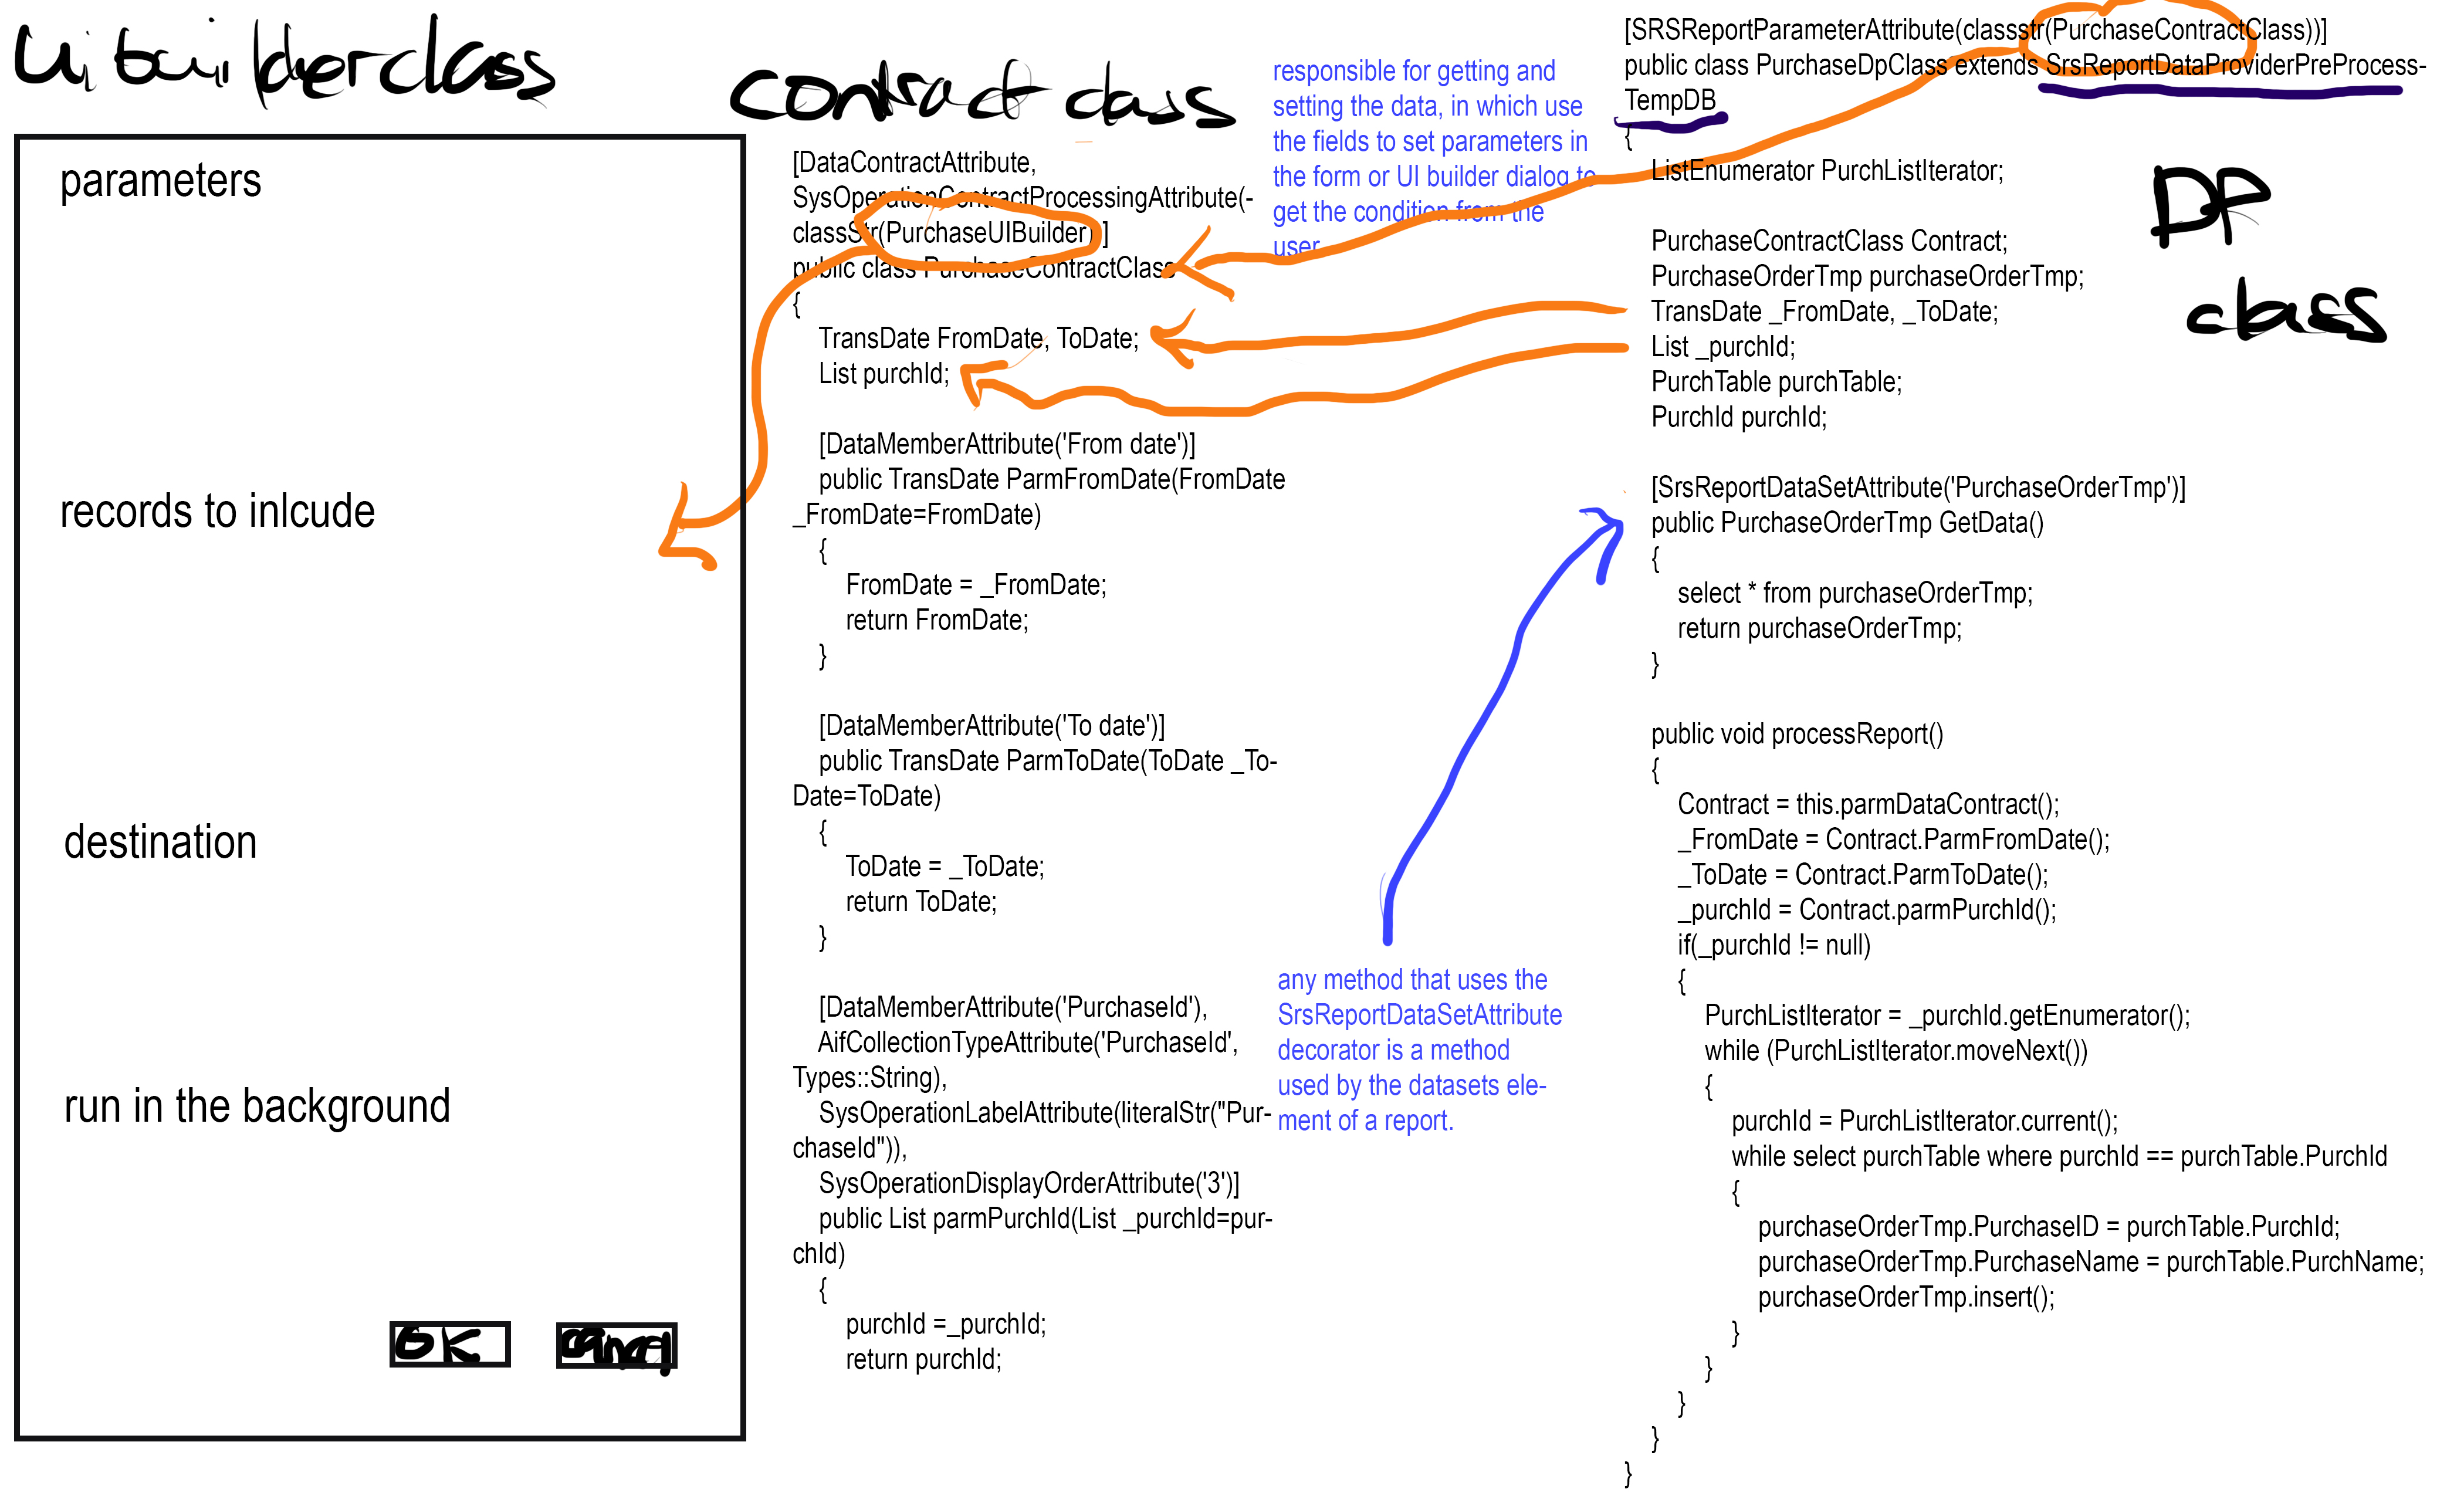 Ui builderclass
parameters
records to inlcude
destination
run in the background
OK
cancel
contract class
[DataContractAttribute,
SysOperationContractProcessingAttribute(-
classStr(PurchaseUIBuilder))]
public class PurchaseContractClass
{
TransDate FromDate, ToDate;
List purchId;
[DataMemberAttribute('From date')]
public TransDate ParmFromDate(FromDate
_FromDate=FromDate)
{
FromDate = _FromDate;
return FromDate;
}
[DataMemberAttribute('To date')]
public TransDate ParmToDate(ToDate _To-
Date=ToDate)
{
ToDate = _ToDate;
return ToDate;
}
[DataMemberAttribute('PurchaseId'),
AifCollectionTypeAttribute('PurchaseId',
Types::String),
SysOperationLabelAttribute(literalStr("Pur-
chaseId")),
SysOperationDisplayOrderAttribute('3')]
public List parmPurchId(List _purchId=pur-
chId)
{
purchId =_purchId;
return purchId;
responsible for getting and
setting the data, in which use
the fields to set parameters in
the form or UI builder dialog to
get the condition from the
user
any method that uses the
SrsReportDataSetAttribute
decorator is a method
used by the datasets ele-
ment of a report.
[SRSReportParameterAttribute(classstr(PurchaseContractClass))]
public class PurchaseDpClass extends SrsReportDataProviderPreProcess-
TempDB
{
ListEnumerator PurchListIterator;
PurchaseContractClass Contract;
PurchaseOrderTmp purchaseOrderTmp;
TransDate _FromDate, _ToDate;
List _purchId;
PurchTable purchTable;
PurchId purchId;
[SrsReportDataSetAttribute('PurchaseOrderTmp')]
public PurchaseOrderTmp GetData()
{
select * from purchaseOrderTmp;
return purchaseOrderTmp;
}
public void processReport()
{
Contract = this.parmDataContract();
_FromDate = Contract.ParmFromDate();
_ToDate = Contract.ParmToDate();
_purchId = Contract.parmPurchId();
if(_purchId != null)
{
PurchListIterator = _purchId.getEnumerator();
while (PurchListIterator.moveNext())
{
purchId = PurchListIterator.current();
while select purchTable where purchId == purchTable.PurchId
{
purchaseOrderTmp.PurchaseID = purchTable.PurchId;
purchaseOrderTmp.PurchaseName = purchTable.PurchName;
purchaseOrderTmp.insert();
}
}
}
}
}
DP
class